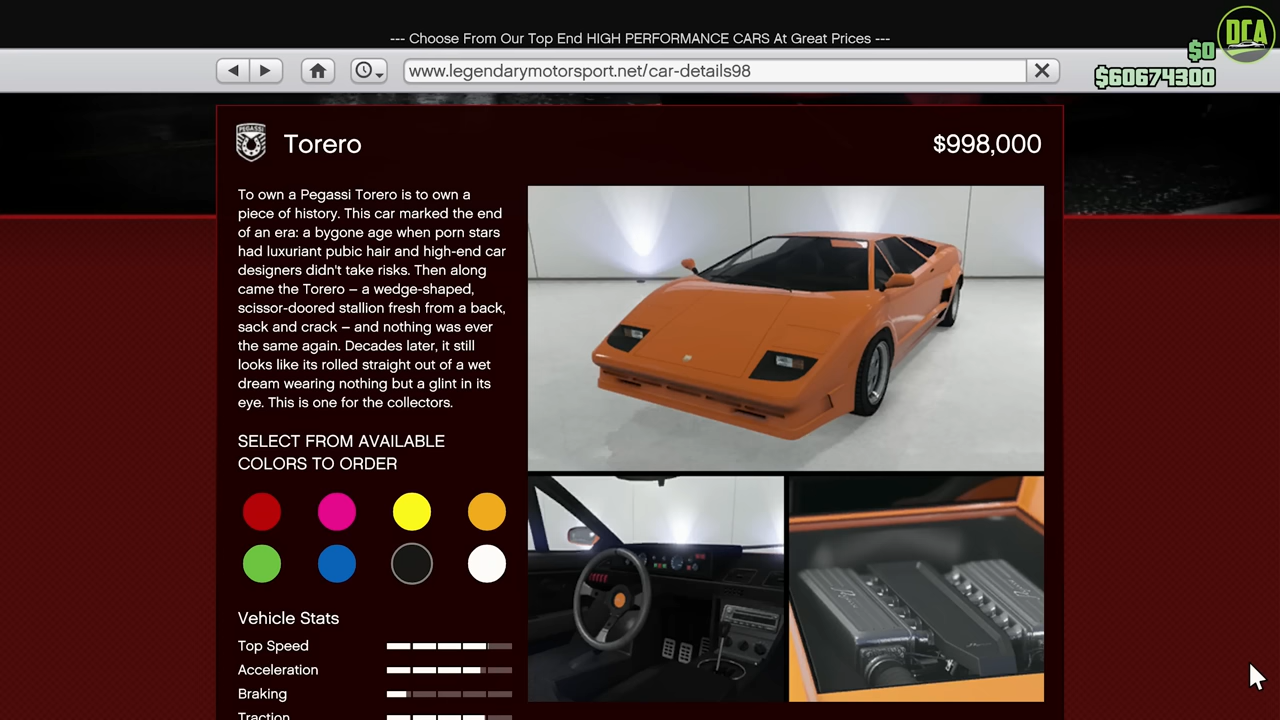 --- Choose From Our Top End HIGH PERFORMANCE CARS At Great Prices ---
DCA
$0
www.legendarymotorsport.net/car-details98
$60674300
PEGASSI
Torero
$998,000
To own a Pegassi Torero is to own a
piece of history. This car marked the end
of an era: a bygone age when porn stars
had luxuriant pubic hair and high-end car
designers didn't take risks. Then along
came the Torero – a wedge-shaped,
scissor-doored stallion fresh from a back,
sack and crack – and nothing was ever
the same again. Decades later, it still
looks like its rolled straight out of a wet
dream wearing nothing but a glint in its
eye. This is one for the collectors.
SELECT FROM AVAILABLE
COLORS TO ORDER
Vehicle Stats
Top Speed
Acceleration
Braking
Traction